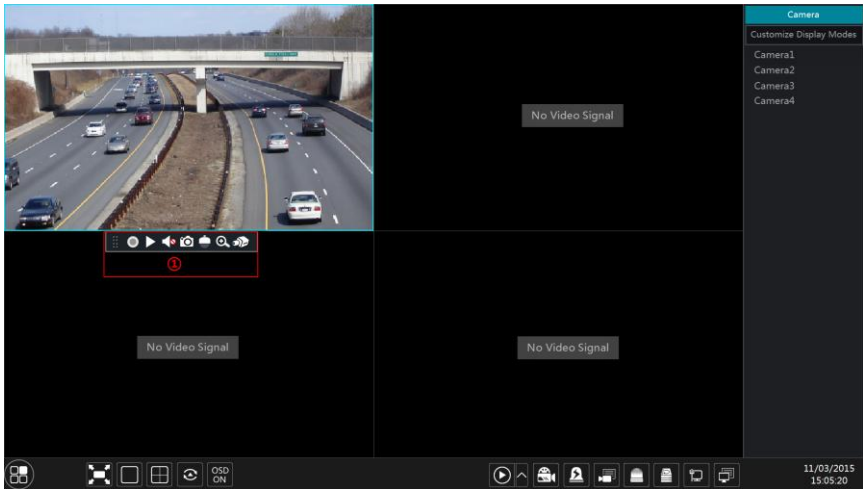 Camera
Customize Display Modes
Camera1
Camera2
Camera3
Camera4
No Video Signal
①
No Video Signal
No Video Signal
OSD
ON
11/03/2015
15:05:20